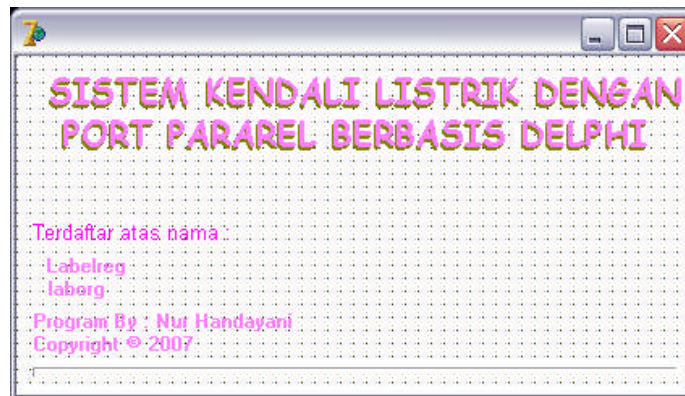 SISTEM KENDALI LISTRIK DENGAN
PORT PARAREL BERBASIS DELPHI
Terdaftar atas nama :
Labelreg
laborg
Program By : Nur Handayani
Copyright © 2007